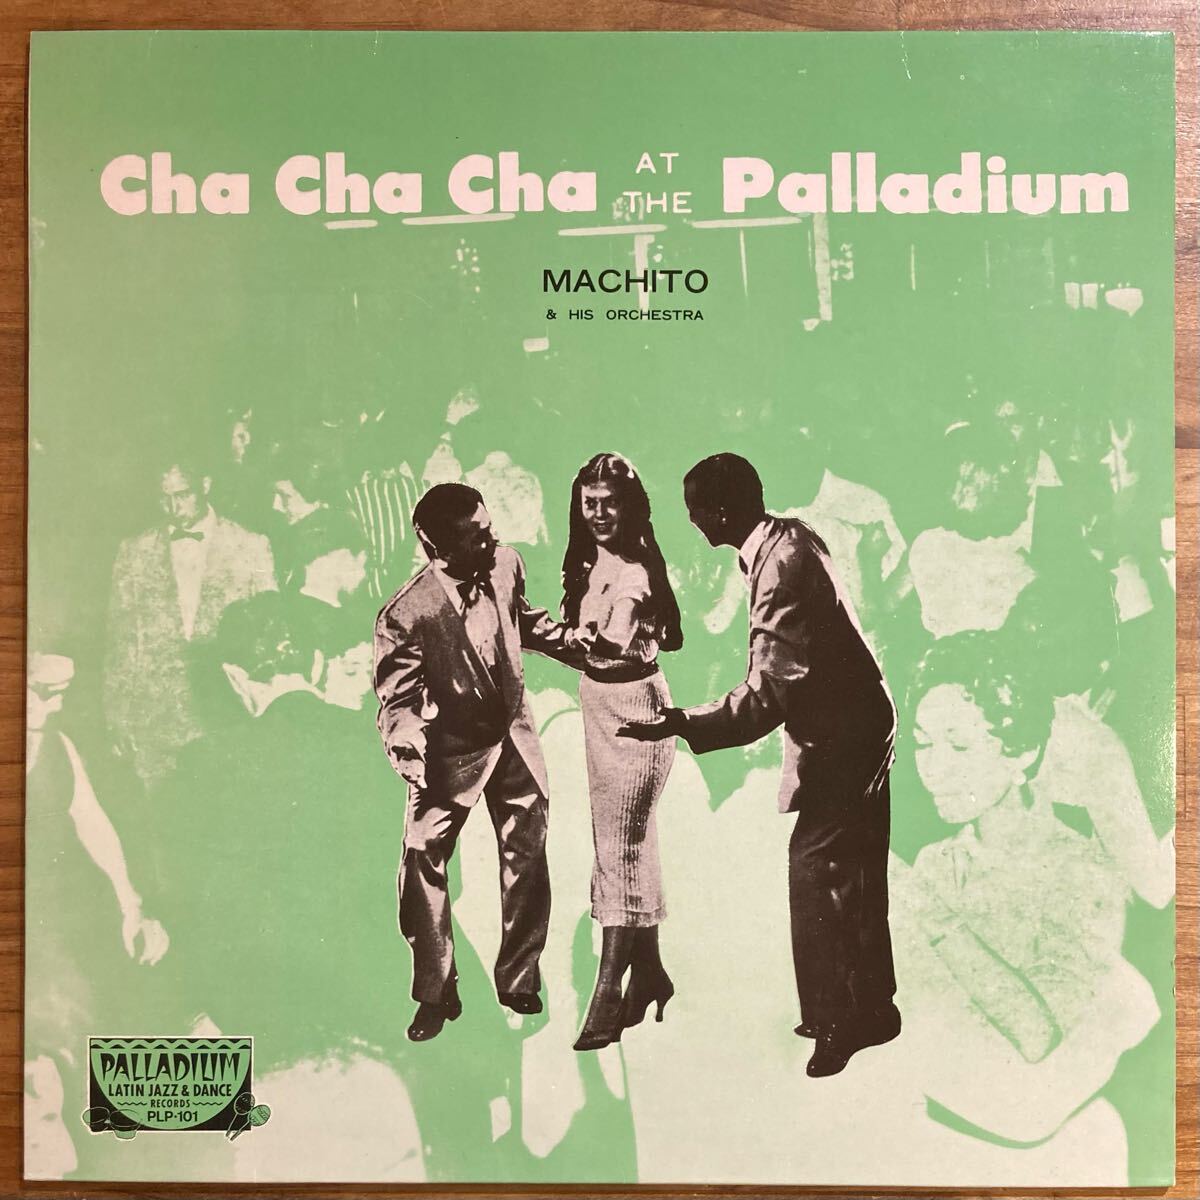 Cha Cha Cha AT THE Palladium
MACHITO
& HIS ORCHESTRA
PALLADIUM
LATIN JAZZ & DANCE
RECORDS
PLP-101